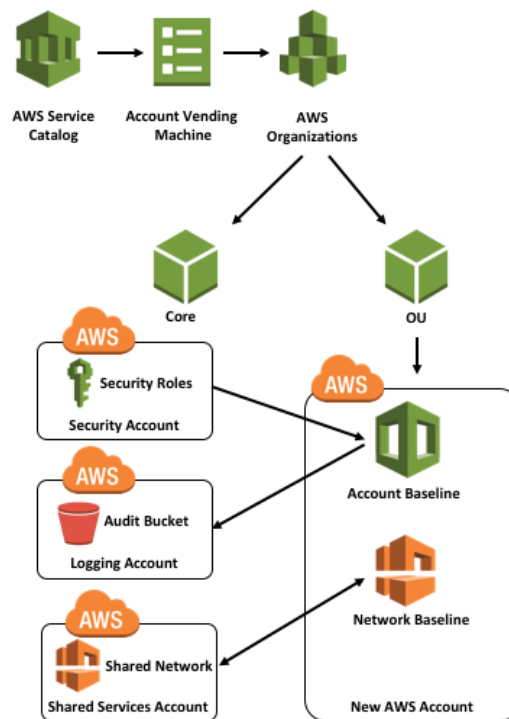 AWS Service
Catalog
Account Vending
Machine
AWS
Organizations
Core
OU
AWS
Security Roles
Security Account
AWS
Audit Bucket
Logging Account
AWS
Shared Network
Shared Services Account
AWS
Account Baseline
Network Baseline
New AWS Account